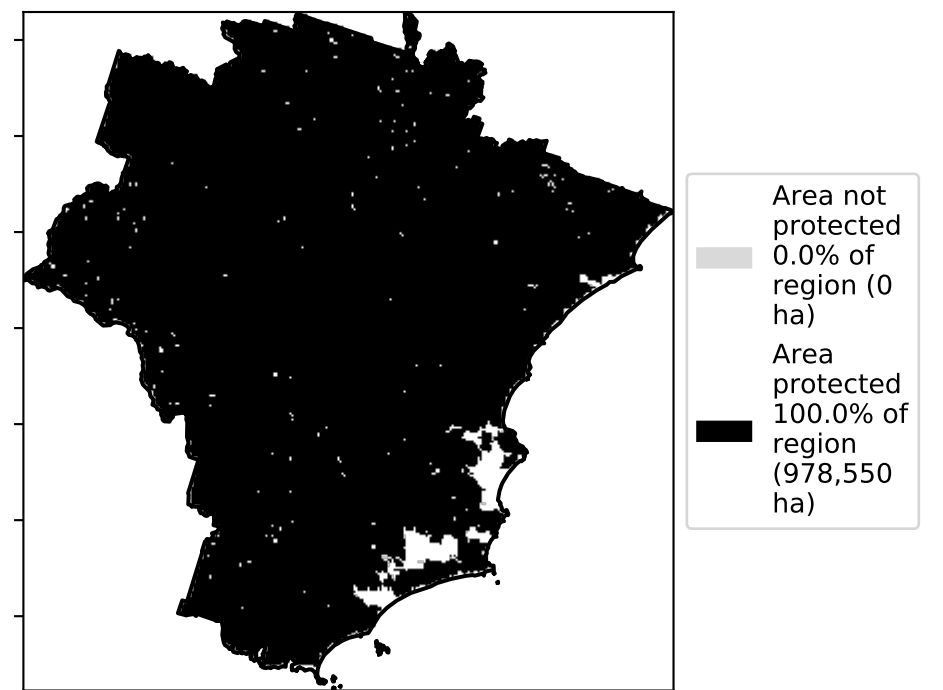 Area not
protected
0.0% of
region (0
ha)
Area
protected
100.0% of
region
(978,550
ha)